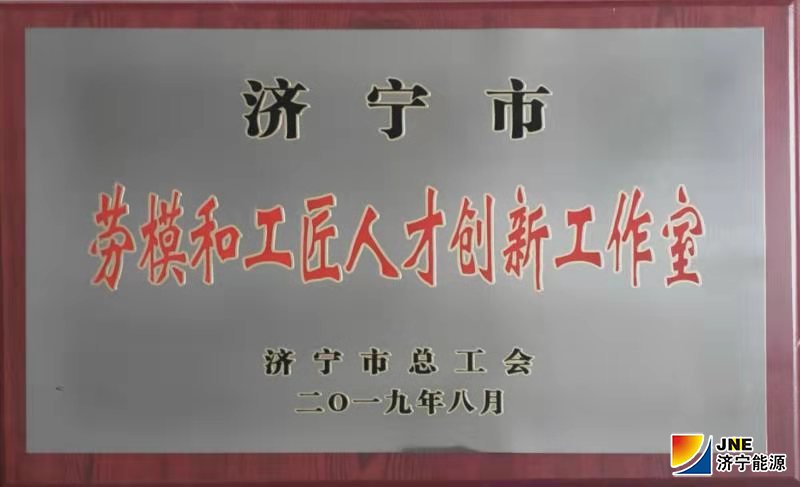 济宁市
劳模和工匠人才创新工作室
济宁市总工会
二〇一九年八月
JNE
济宁能源